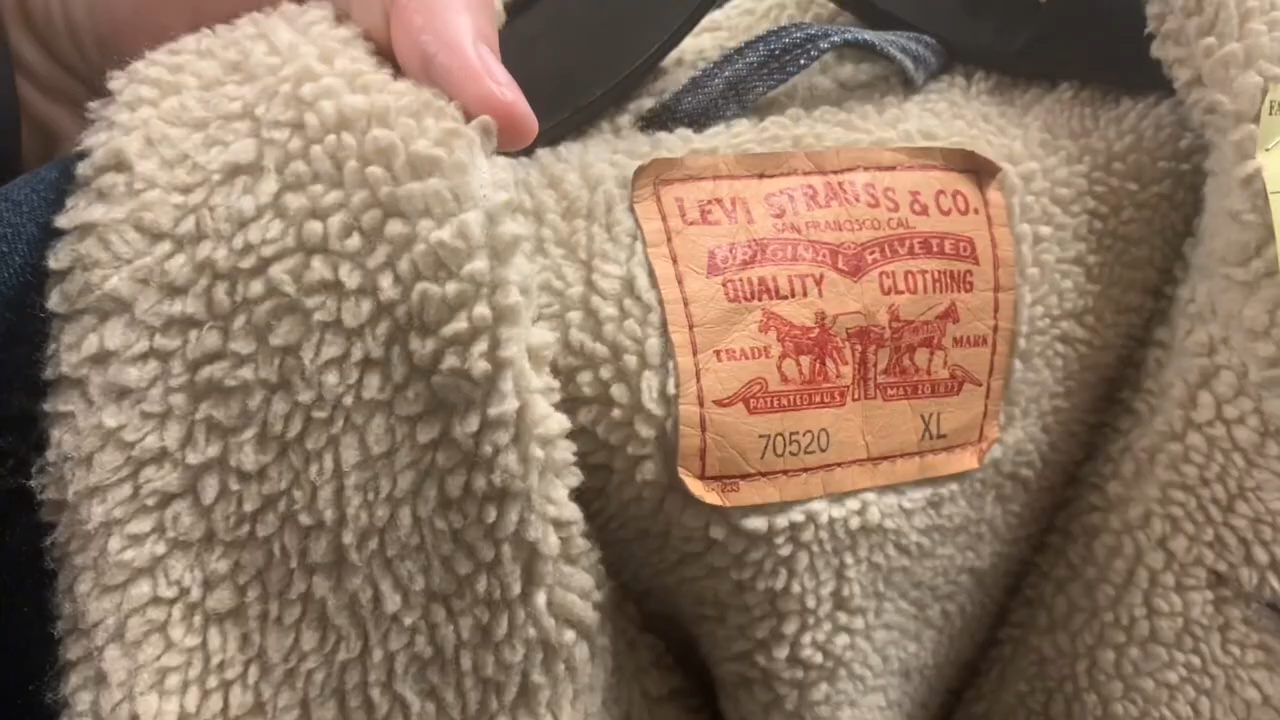 LEVI STRAUSS & CO.
SAN FRANCISCO, CAL.
ORIGINAL RIVETED
QUALITY CLOTHING
TRADE MARK
PATENTED IN U.S. MAY 20 1873
70520 XL